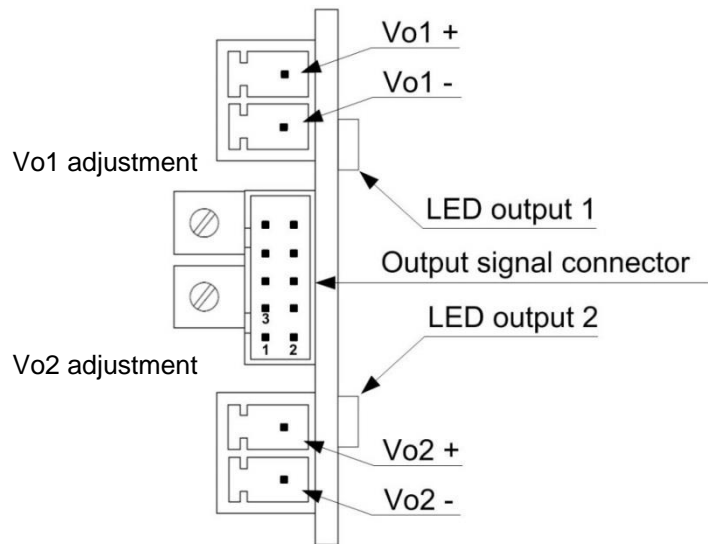 Vo1 +
Vo1 -
Vo1 adjustment
LED output 1
Output signal connector
LED output 2
3
1 2
Vo2 adjustment
Vo2 +
Vo2 -